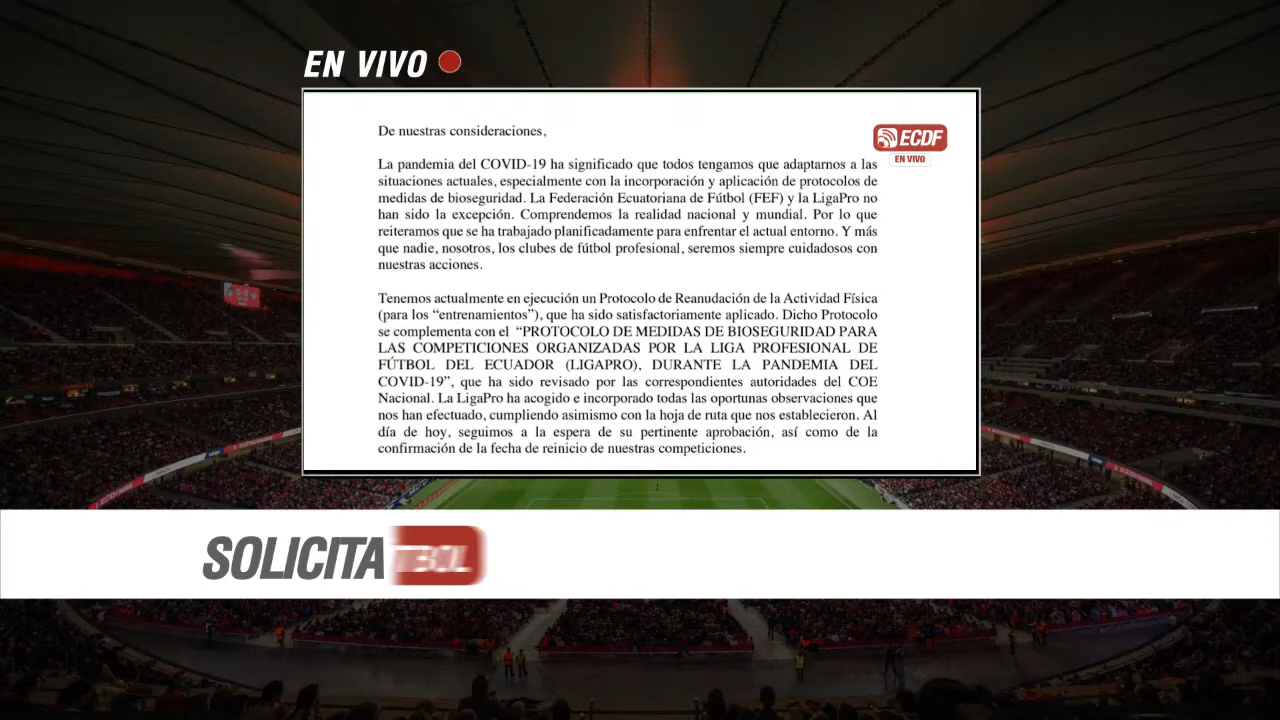 EN VIVO
De nuestras consideraciones,
ECDF
EN VIVO
La pandemia del COVID-19 ha significado que todos tengamos que adaptarnos a las
situaciones actuales, especialmente con la incorporación y aplicación de protocolos de
medidas de bioseguridad. La Federación Ecuatoriana de Fútbol (FEF) y la LigaPro no
han sido la excepción. Comprendemos la realidad nacional y mundial. Por lo que
reiteramos que se ha trabajado planificadamente para enfrentar el actual entorno. Y más
que nadie, nosotros, los clubes de fútbol profesional, seremos siempre cuidadosos con
nuestras acciones.
Tenemos actualmente en ejecución un Protocolo de Reanudación de la Actividad Física
(para los “entrenamientos”), que ha sido satisfactoriamente aplicado. Dicho Protocolo
se complementa con el “PROTOCOLO DE MEDIDAS DE BIOSEGURIDAD PARA
LAS COMPETICIONES ORGANIZADAS POR LA LIGA PROFESIONAL DE
FÚTBOL DEL ECUADOR (LIGAPRO), DURANTE LA PANDEMIA DEL
COVID-19”, que ha sido revisado por las correspondientes autoridades del COE
Nacional. La LigaPro ha acogido e incorporado todas las oportunas observaciones que
nos han efectuado, cumpliendo asimismo con la hoja de ruta que nos establecieron. Al
día de hoy, seguimos a la espera de su pertinente aprobación, así como de la
confirmación de la fecha de reinicio de nuestras competiciones.
SOLICITA